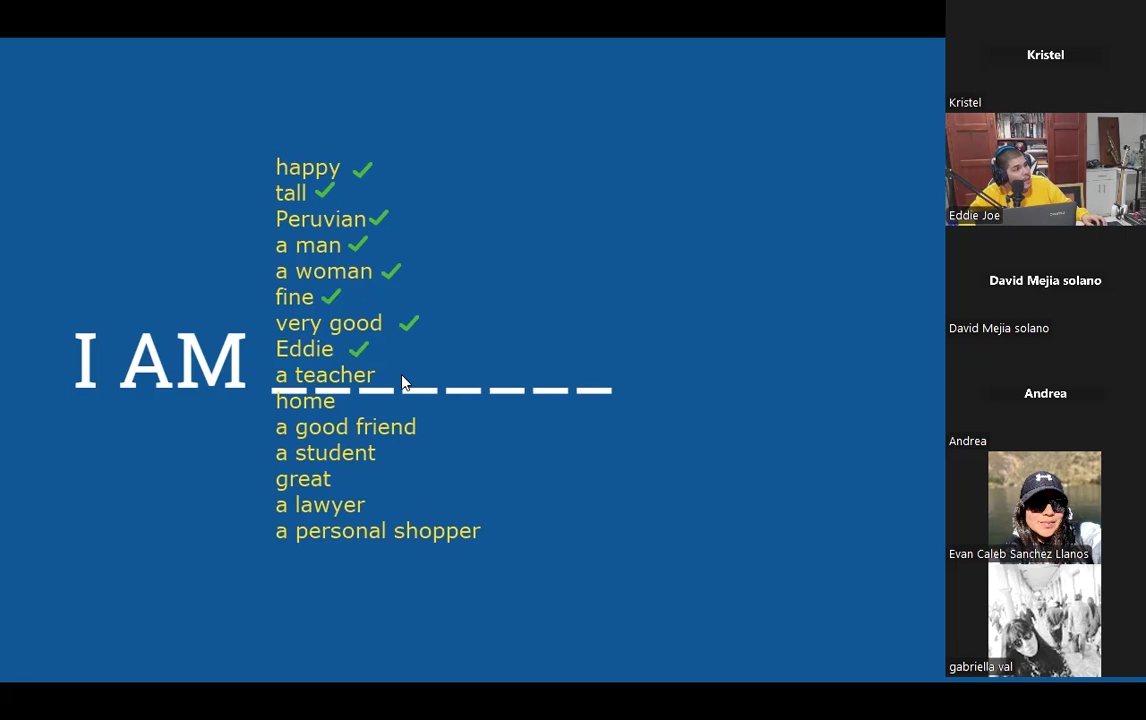 happy
tall
Peruvian
a man
a woman
fine
very good
Eddie
I AM
a teacher
home
a good friend
a student
great
a lawyer
a personal shopper
Kristel
Kristel
Eddie Joe
David Mejia solano
David Mejia solano
Andrea
Andrea
Evan Caleb Sanchez Llanos
gabriella val